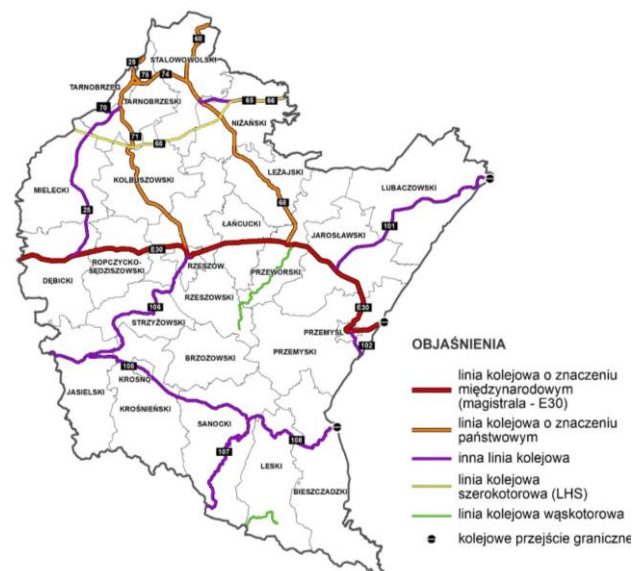 68
STALOWOWOLSKI
25
78
74
TARNOBRZEG
TARNOBRZESKI
70
65
66
NIŻAŃSKI
71
66
KOLBUSZOWSKI
LEŻAJSKI
MIELECKI
LUBACZOWSKI
25
68
ŁAŃCUCKI
101
JAROSŁAWSKI
E30
ROPCZYCKO-
SĘDZISZOWSKI
RZESZÓW
PRZEWORSKI
DĘBICKI
RZESZOWSKI
106
E30
STRZYŻOWSKI
PRZEMYŚL
102
BRZOZOWSKI
PRZEMYSKI
108
JASIELSKI
KROSNO
KROŚNIEŃSKI
SANOCKI
108
107
LESKI
BIESZCZADZKI
OBJAŚNIENIA
linia kolejowa o znaczeniu
międzynarodowym
(magistrala - E30)
linia kolejowa o znaczeniu
państwowym
inna linia kolejowa
linia kolejowa
szerokotorowa (LHS)
linia kolejowa wąskotorowa
kolejowe przejście graniczne